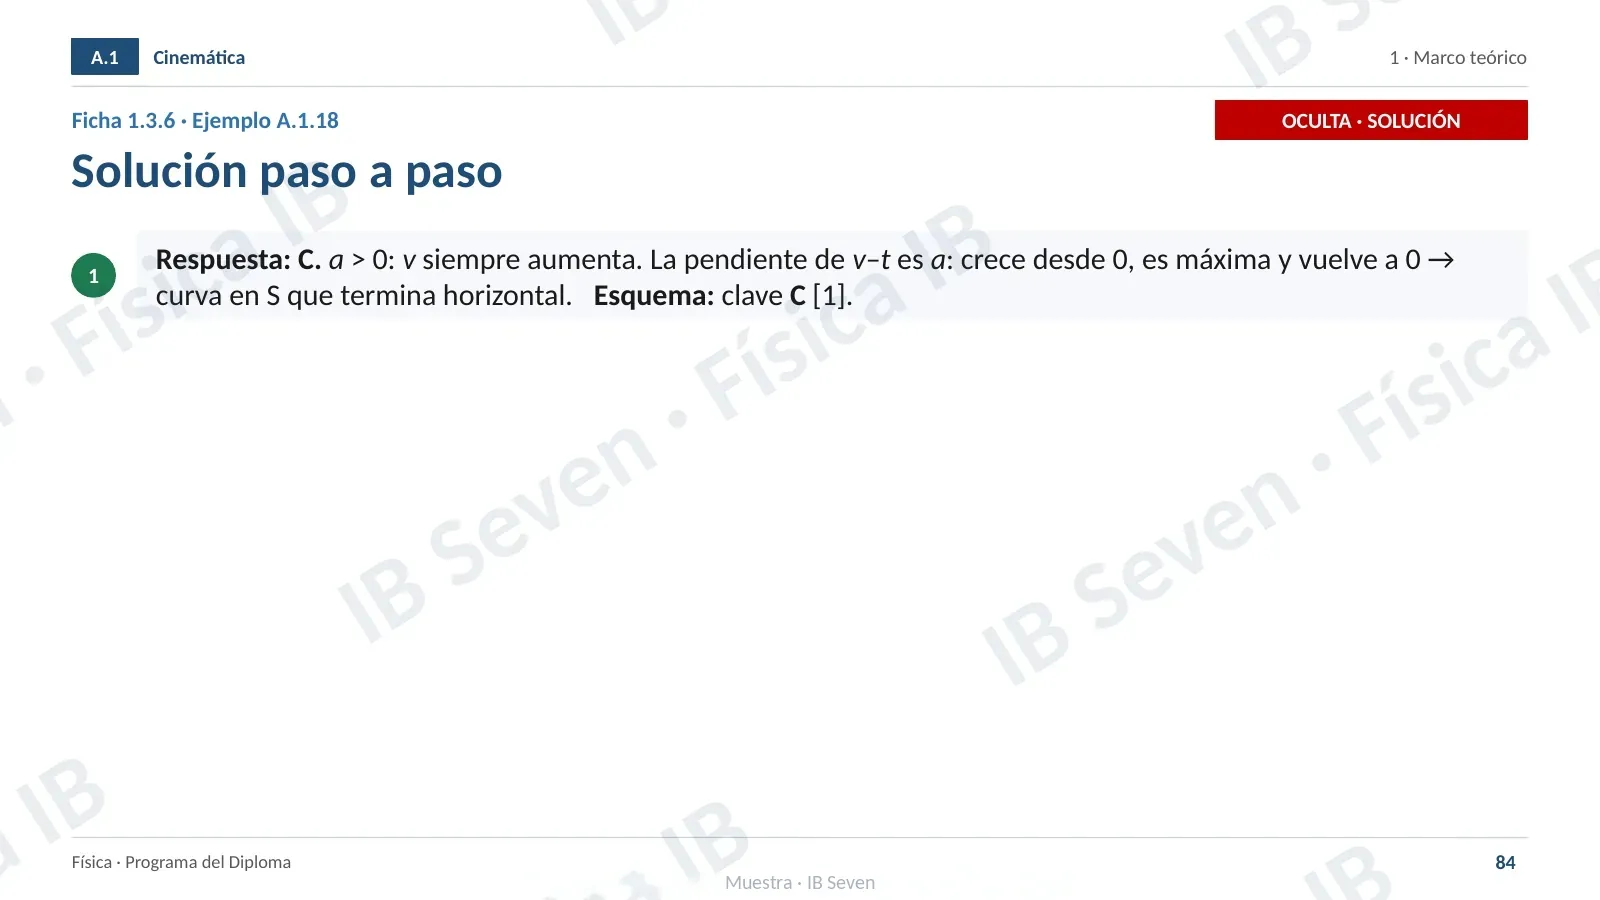 A.1 Cinemática 1 · Marco teórico
Ficha 1.3.6 · Ejemplo A.1.18 OCULTA · SOLUCIÓN
Solución paso a paso
1 Respuesta: C. a > 0: v siempre aumenta. La pendiente de v–t es a: crece desde 0, es máxima y vuelve a 0 →
curva en S que termina horizontal. Esquema: clave C [1].
IB Seven · Física IB
IB Seven · Física IB
Física · Programa del Diploma 84
Muestra · IB Seven